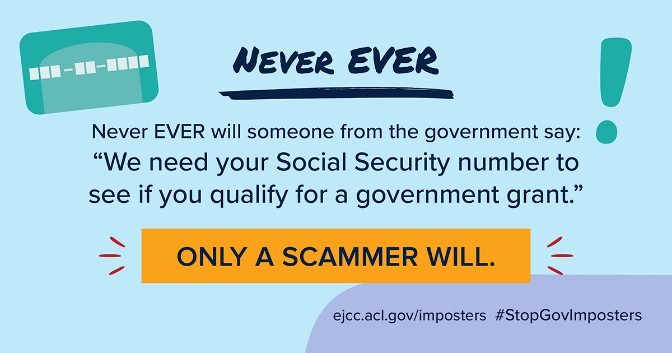 NEVER EVER
Never EVER will someone from the government say:
“We need your Social Security number to
see if you qualify for a government grant.”
ONLY A SCAMMER WILL.
ejcc.acl.gov/imposters #StopGovImposters